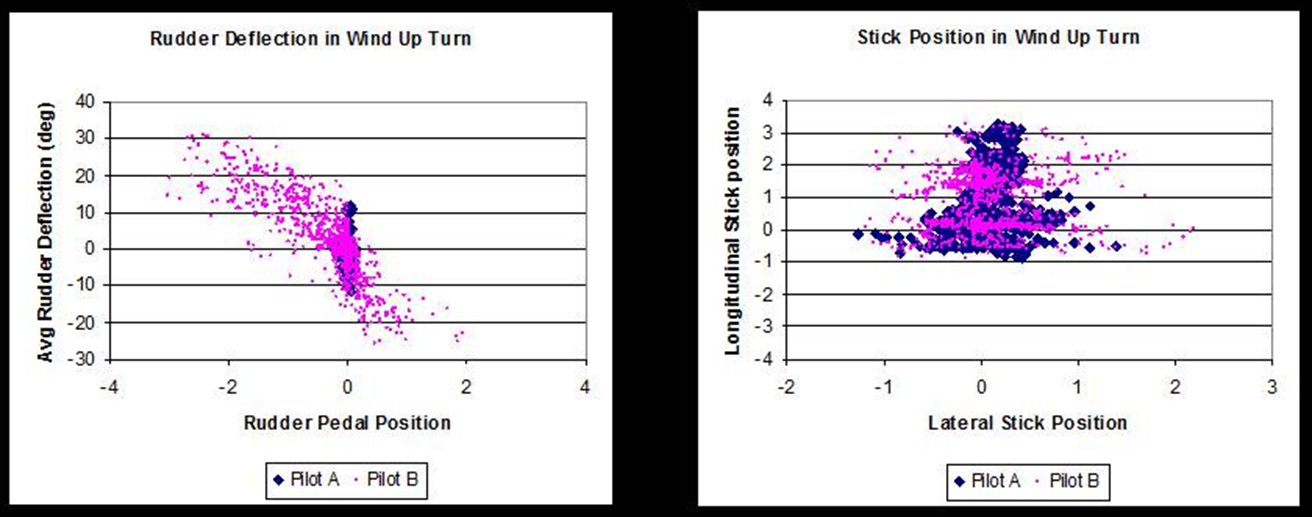 Rudder Deflection in Wind Up Turn
Avg Rudder Deflection (deg)
40
30
20
10
0
-10
-20
-30
-4
-2
0
2
4
Rudder Pedal Position
Pilot A
Pilot B
Stick Position in Wind Up Turn
Longitudinal Stick position
4
3
2
1
0
-1
-2
-3
-4
-2
-1
0
1
2
3
Lateral Stick Position
Pilot A
Pilot B